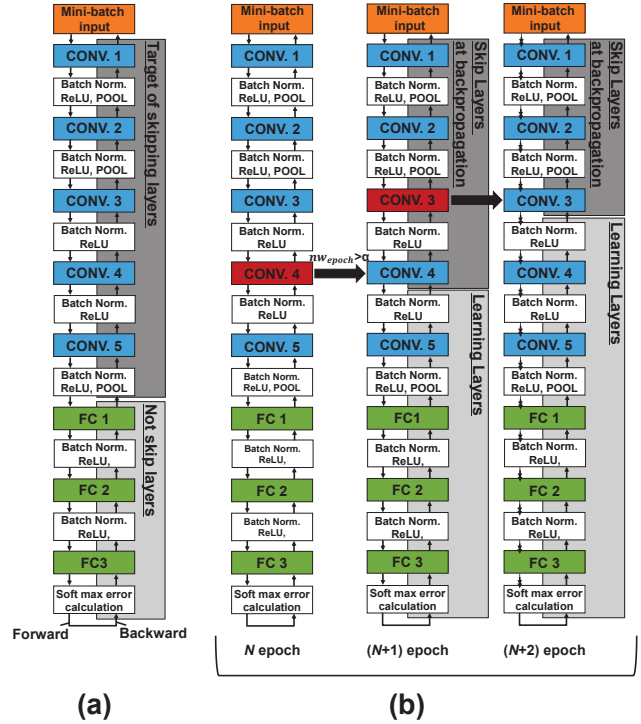 Mini-batch
input
CONV. 1
Batch Norm.
ReLU, POOL
CONV. 2
Batch Norm.
ReLU, POOL
CONV. 3
Batch Norm.
ReLU
CONV. 4
Batch Norm.
ReLU
CONV. 5
Batch Norm.
ReLU, POOL
FC 1
Batch Norm.
ReLU,
FC 2
Batch Norm.
ReLU,
FC3
Soft max error
calculation
Target of
skipping layers
Not skip layers
Forward
Backward
(a)
Mini-batch
input
CONV. 1
Batch Norm.
ReLU, POOL
CONV. 2
Batch Norm.
ReLU, POOL
CONV. 3
Batch Norm.
ReLU
CONV. 4
Batch Norm.
ReLU
CONV. 5
Batch Norm.
ReLU, POOL
FC 1
Batch Norm.
ReLU,
FC 2
Batch Norm.
ReLU,
FC 3
Soft max error
calculation
N epoch
nw_epoch>α
Mini-batch
input
CONV. 1
Batch Norm.
ReLU, POOL
CONV. 2
Batch Norm.
ReLU, POOL
CONV. 3
Batch Norm.
ReLU
CONV. 4
Batch Norm.
ReLU
CONV. 5
Batch Norm.
ReLU, POOL
FC1
Batch Norm.
ReLU,
FC 2
Batch Norm.
ReLU,
FC 3
Soft max error
calculation
Skip Layers
at backpropagation
Learning Layers
(N+1) epoch
Mini-batch
input
CONV. 1
Batch Norm.
ReLU, POOL
CONV. 2
Batch Norm.
ReLU, POOL
CONV. 3
Batch Norm.
ReLU
CONV. 4
Batch Norm.
ReLU
CONV. 5
Batch Norm.
ReLU, POOL
FC 1
Batch Norm.
ReLU,
FC 2
Batch Norm.
ReLU,
FC 3
Soft max error
calculation
Skip Layers
at backpropagation
Learning Layers
(N+2) epoch
(b)